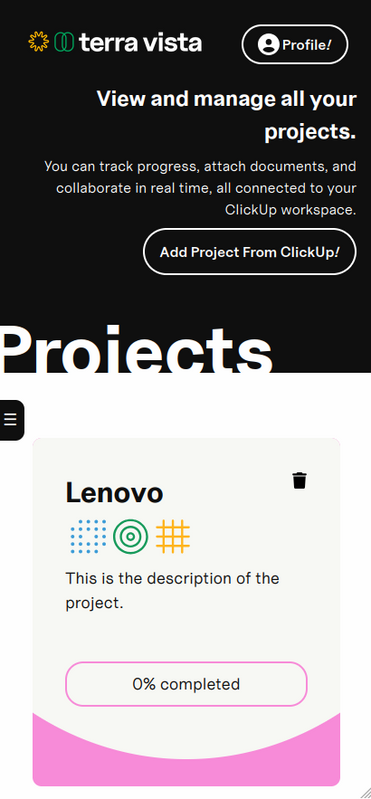 terra vista
Profile!
View and manage all your
projects.
You can track progress, attach documents, and
collaborate in real time, all connected to your
ClickUp workspace.
Add Project From ClickUp!
Projects
Lenovo
This is the description of the
project.
0% completed